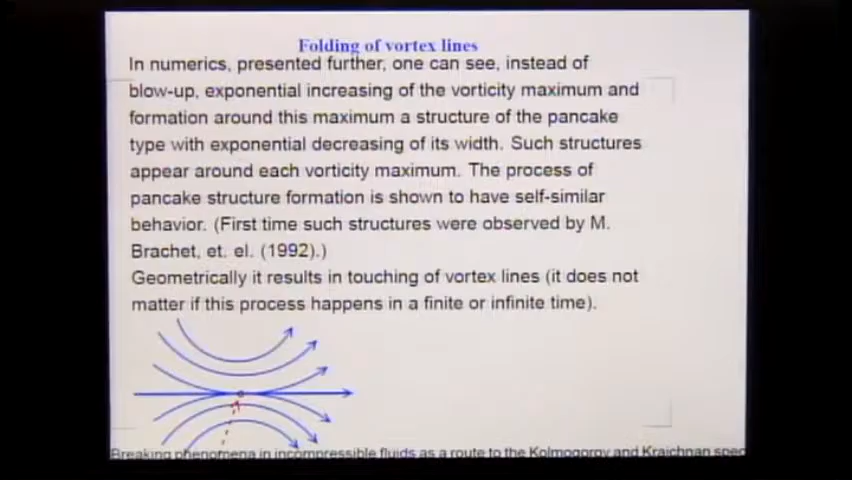 Folding of vortex lines
In numerics, presented further, one can see, instead of
blow-up, exponential increasing of the vorticity maximum and
formation around this maximum a structure of the pancake
type with exponential decreasing of its width. Such structures
appear around each vorticity maximum. The process of
pancake structure formation is shown to have self-similar
behavior. (First time such structures were observed by M.
Brachet, et. el. (1992).)
Geometrically it results in touching of vortex lines (it does not
matter if this process happens in a finite or infinite time).
Breaking phenomena in incompressible fluids as a route to the Kolmogorov and Kraichnan spec